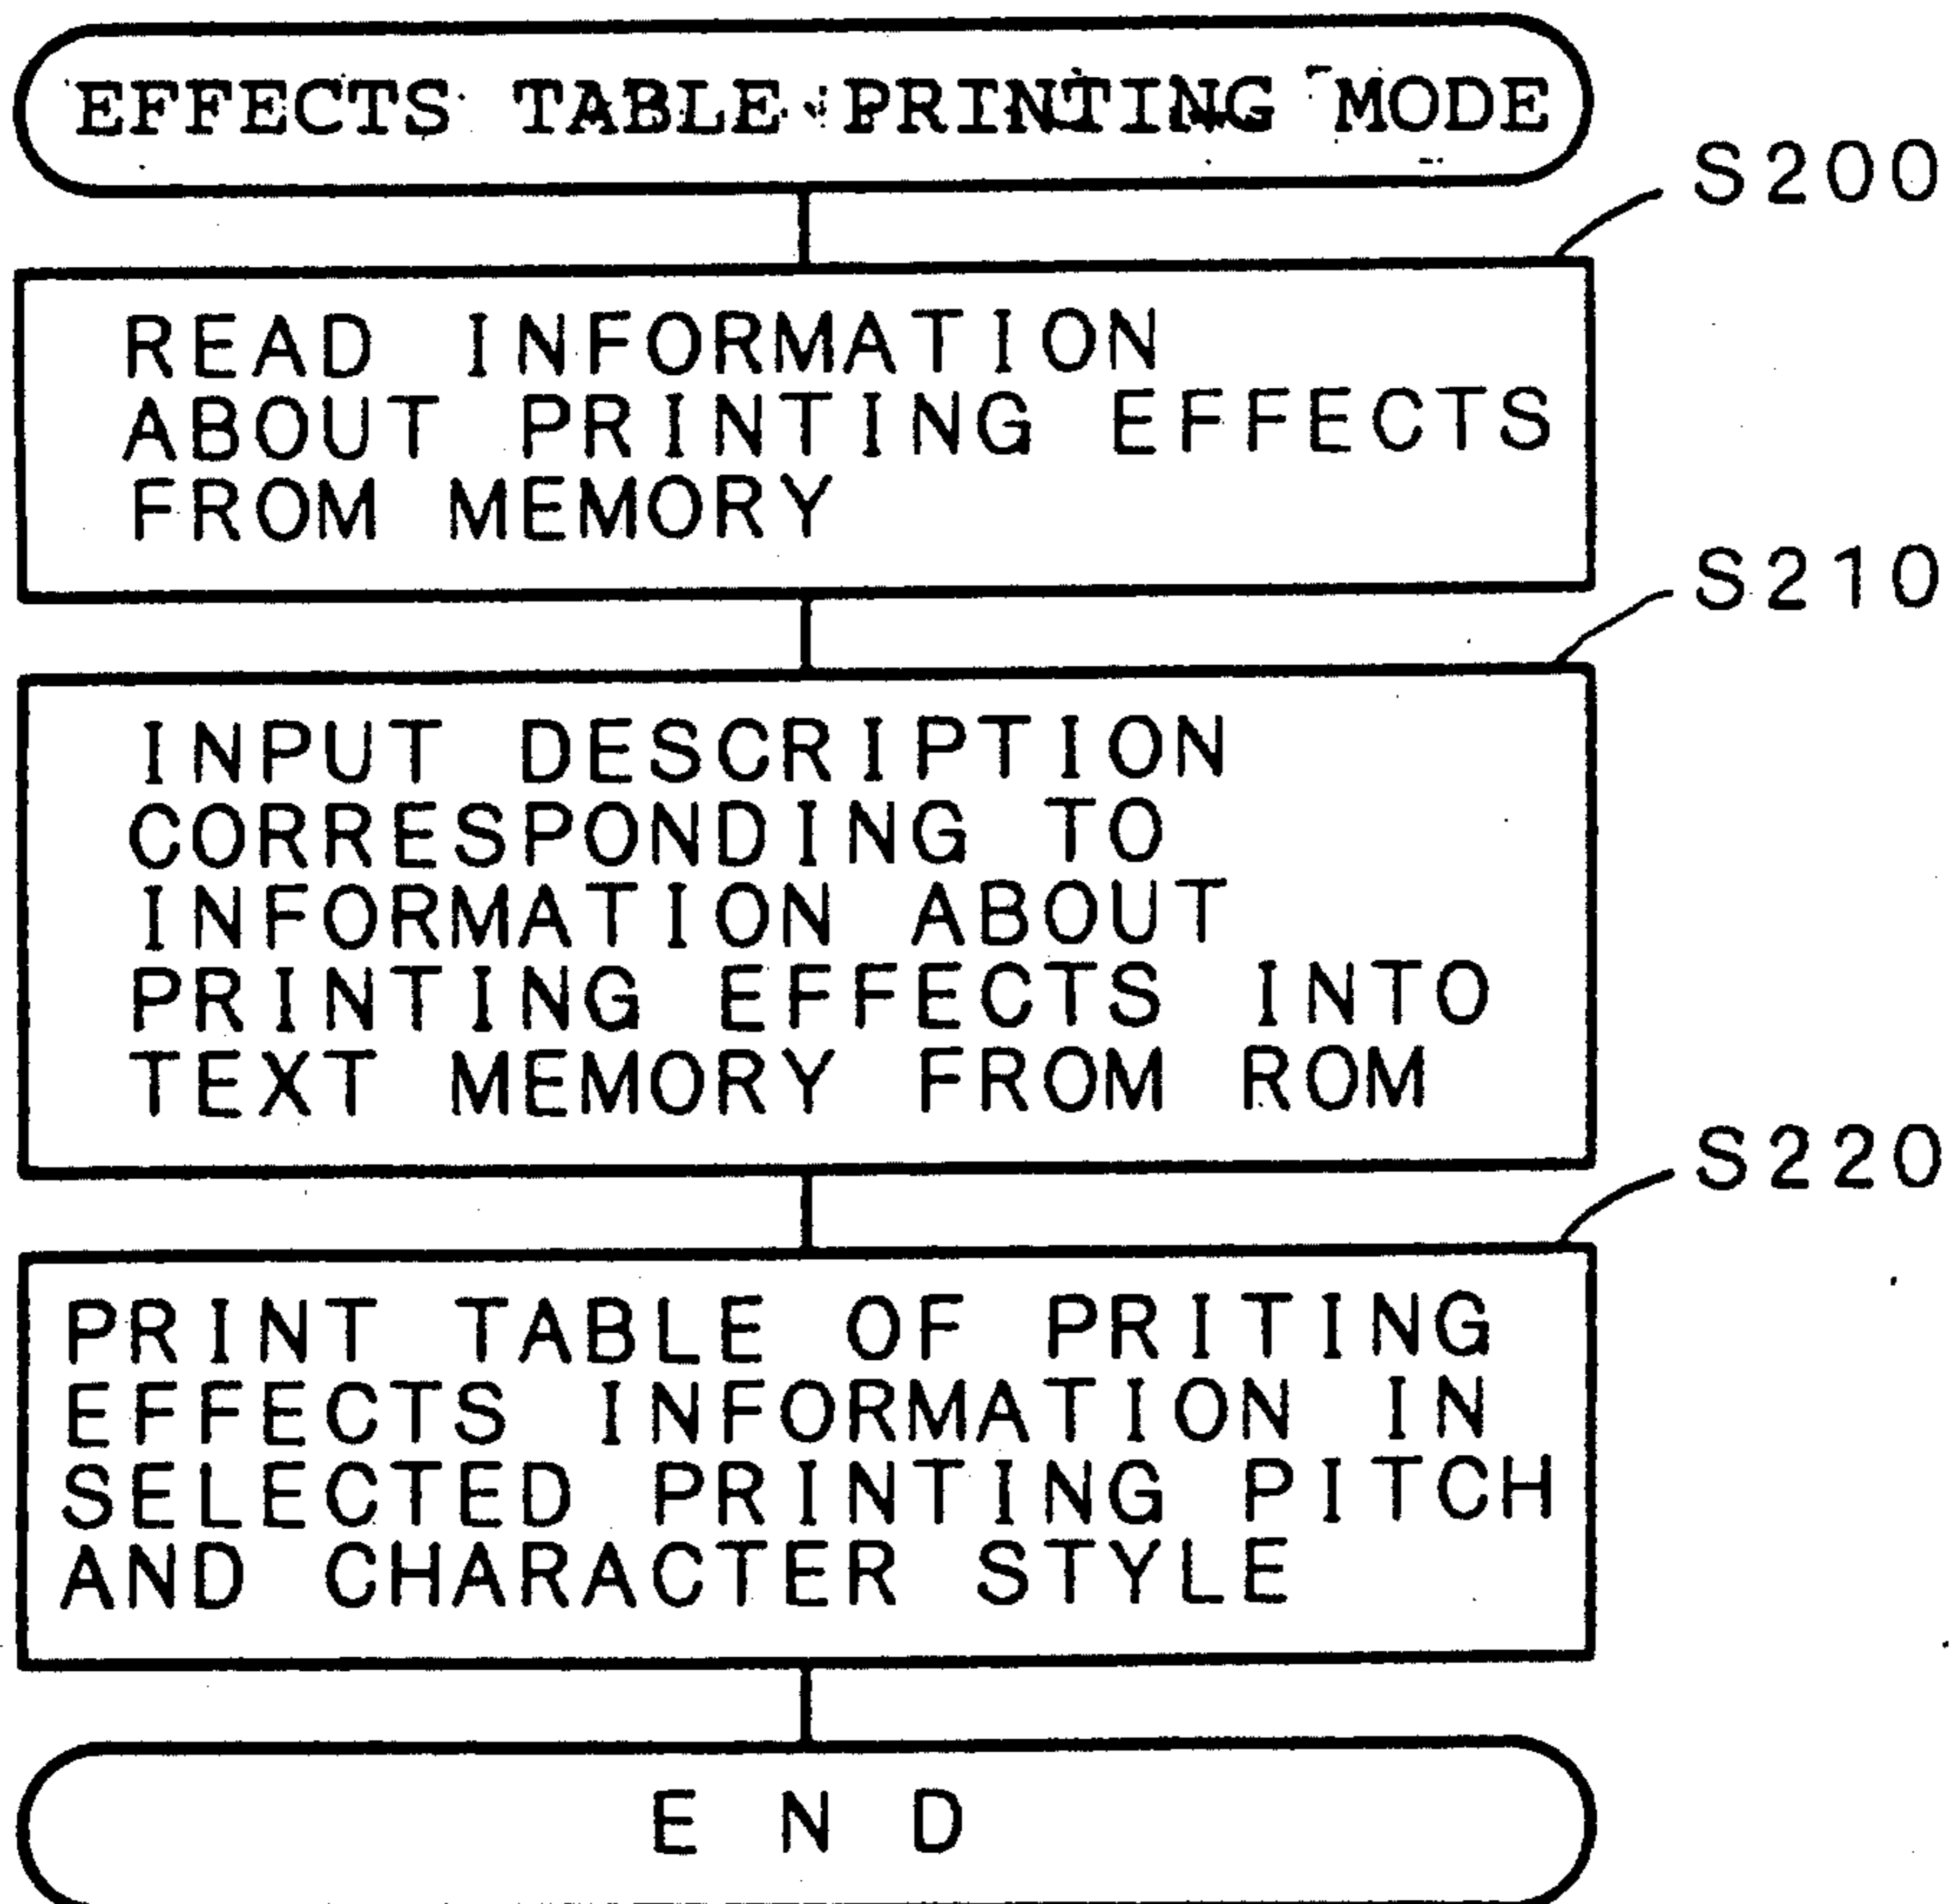 EFFECTS TABLE PRINTING MODE
S200
READ INFORMATION
ABOUT PRINTING EFFECTS
FROM MEMORY
S210
INPUT DESCRIPTION
CORRESPONDING TO
INFORMATION ABOUT
PRINTING EFFECTS INTO
TEXT MEMORY FROM ROM
S220
PRINT TABLE OF PRITING
EFFECTS INFORMATION IN
SELECTED PRINTING PITCH
AND CHARACTER STYLE
END